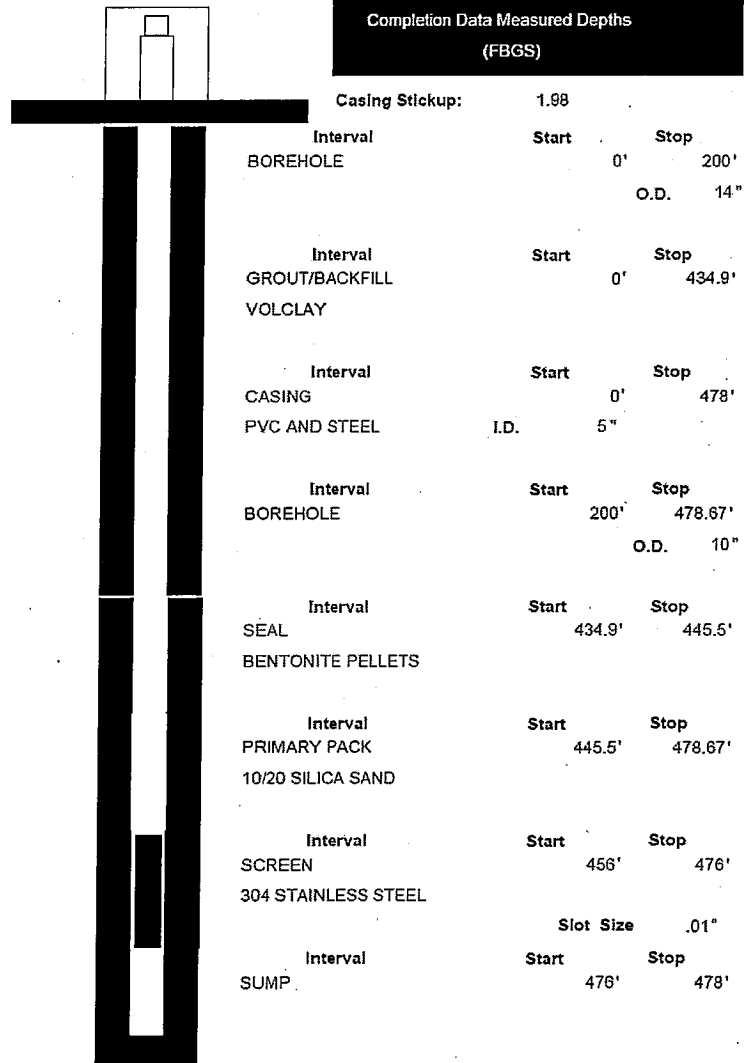 Completion Data Measured Depths
(FBGS)
Casing Stickup: 1.98
Interval Start Stop
BOREHOLE 0' 200'
O.D. 14"
Interval Start Stop
GROUT/BACKFILL 0' 434.9'
VOLCLAY
Interval Start Stop
CASING 0' 478'
PVC AND STEEL I.D. 5"
Interval Start Stop
BOREHOLE 200' 478.67'
O.D. 10"
Interval Start Stop
SEAL 434.9' 445.5'
BENTONITE PELLETS
Interval Start Stop
PRIMARY PACK 445.5' 478.67'
10/20 SILICA SAND
Interval Start Stop
SCREEN 456' 476'
304 STAINLESS STEEL
Slot Size .01"
Interval Start Stop
SUMP 476' 478'